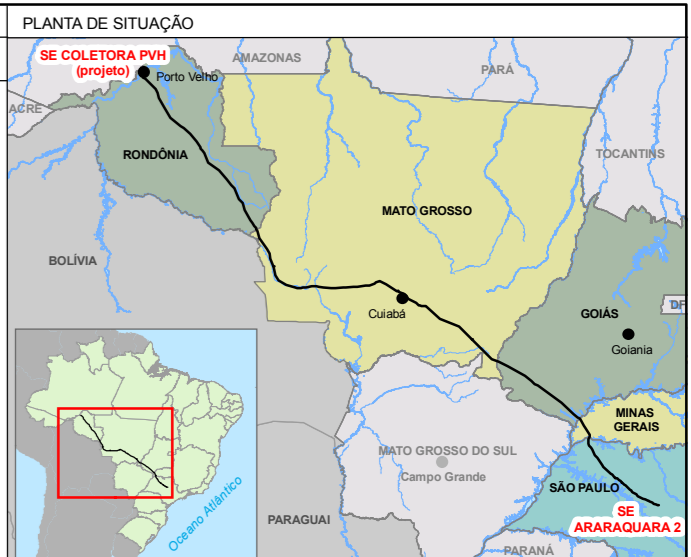 PLANTA DE SITUAÇÃO
SE COLETORA PVH
(projeto)
Porto Velho
AMAZONAS
PARÁ
ACRE
TOCANTINS
RONDÔNIA
MATO GROSSO
BOLÍVIA
Cuiabá
GOIÁS
DF
Goiania
MINAS
GERAIS
MATO GROSSO DO SUL
Campo Grande
SÃO PAULO
SE
ARARAQUARA 2
PARAGUAI
PARANÁ
Oceano Atlântico